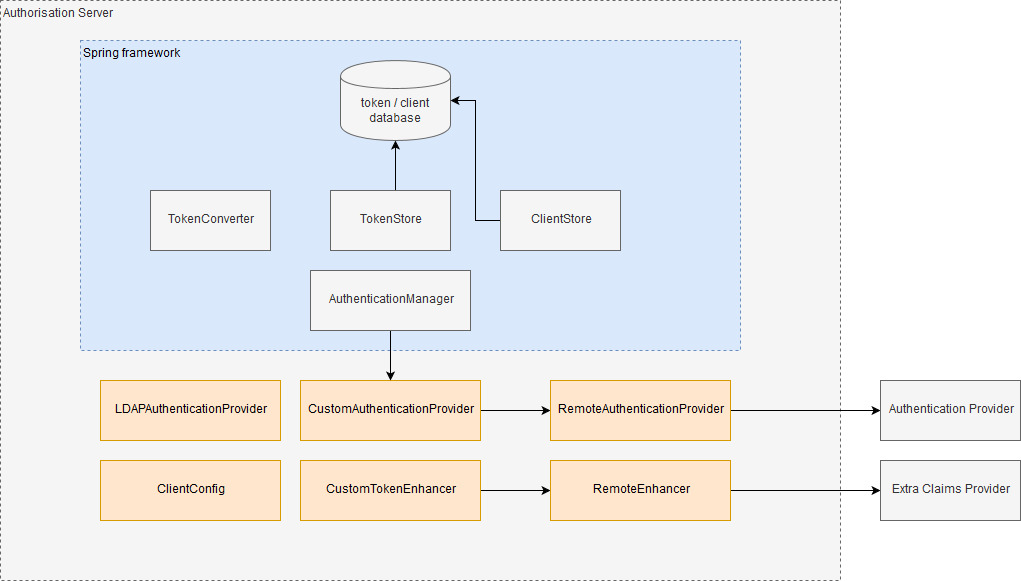 Authorisation Server
Spring framework
token / client
database
TokenConverter
TokenStore
ClientStore
AuthenticationManager
LDAPAuthenticationProvider
CustomAuthenticationProvider
RemoteAuthenticationProvider
Authentication Provider
ClientConfig
CustomTokenEnhancer
RemoteEnhancer
Extra Claims Provider